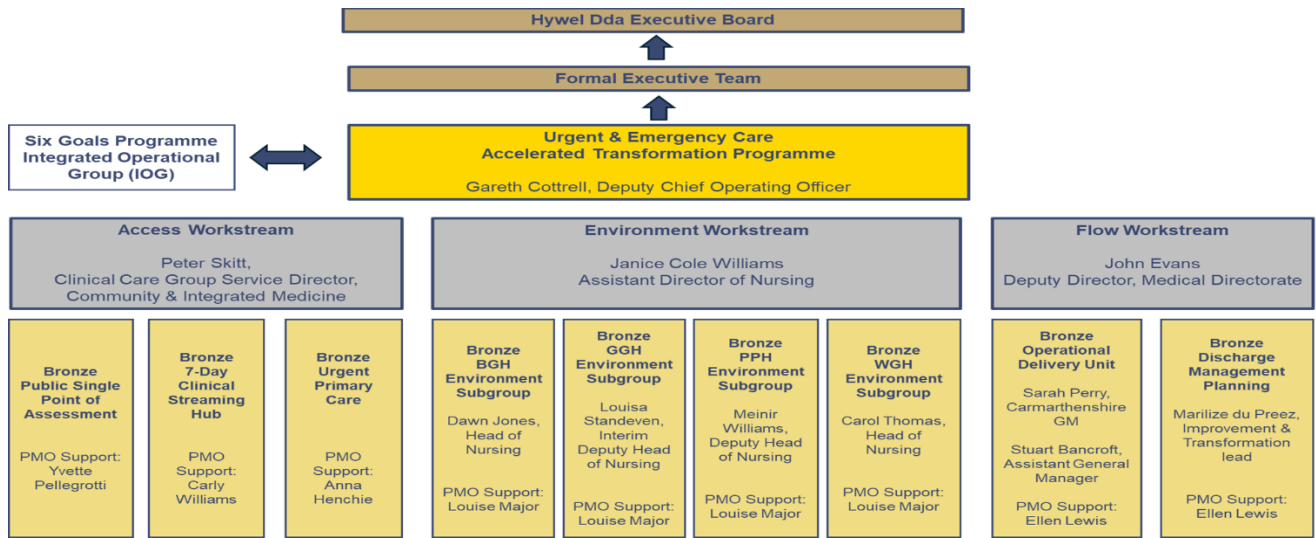 Hywel Dda Executive Board
Formal Executive Team
Six Goals Programme
Integrated Operational
Group (IOG)
Urgent & Emergency Care
Accelerated Transformation Programme
Gareth Cottrell, Deputy Chief Operating Officer
Access Workstream
Peter Skitt,
Clinical Care Group Service Director,
Community & Integrated Medicine
Environment Workstream
Janice Cole Williams
Assistant Director of Nursing
Flow Workstream
John Evans
Deputy Director, Medical Directorate
Bronze
Public Single
Point of
Assessment
PMO Support:
Yvette
Pellegrotti
Bronze
7-Day
Clinical
Streaming
Hub
PMO
Support:
Carly
Williams
Bronze
Urgent
Primary
Care
PMO
Support:
Anna
Henchie
Bronze
BGH
Environment
Subgroup
Dawn Jones,
Head of
Nursing
PMO Support:
Louise Major
Bronze
GGH
Environment
Subgroup
Louisa
Standeven,
Interim
Deputy Head
of Nursing
PMO Support:
Louise Major
Bronze
PPH
Environment
Subgroup
Meinir
Williams,
Deputy Head
of Nursing
PMO Support:
Louise Major
Bronze
WGH
Environment
Subgroup
Carol Thomas,
Head of
Nursing
PMO Support:
Louise Major
Bronze
Operational
Delivery Unit
Sarah Perry,
Carmarthenshire
GM
Stuart Bancroft,
Assistant General
Manager
PMO Support:
Ellen Lewis
Bronze
Discharge
Management
Planning
Marilize du Preez,
Improvement &
Transformation
lead
PMO Support:
Ellen Lewis